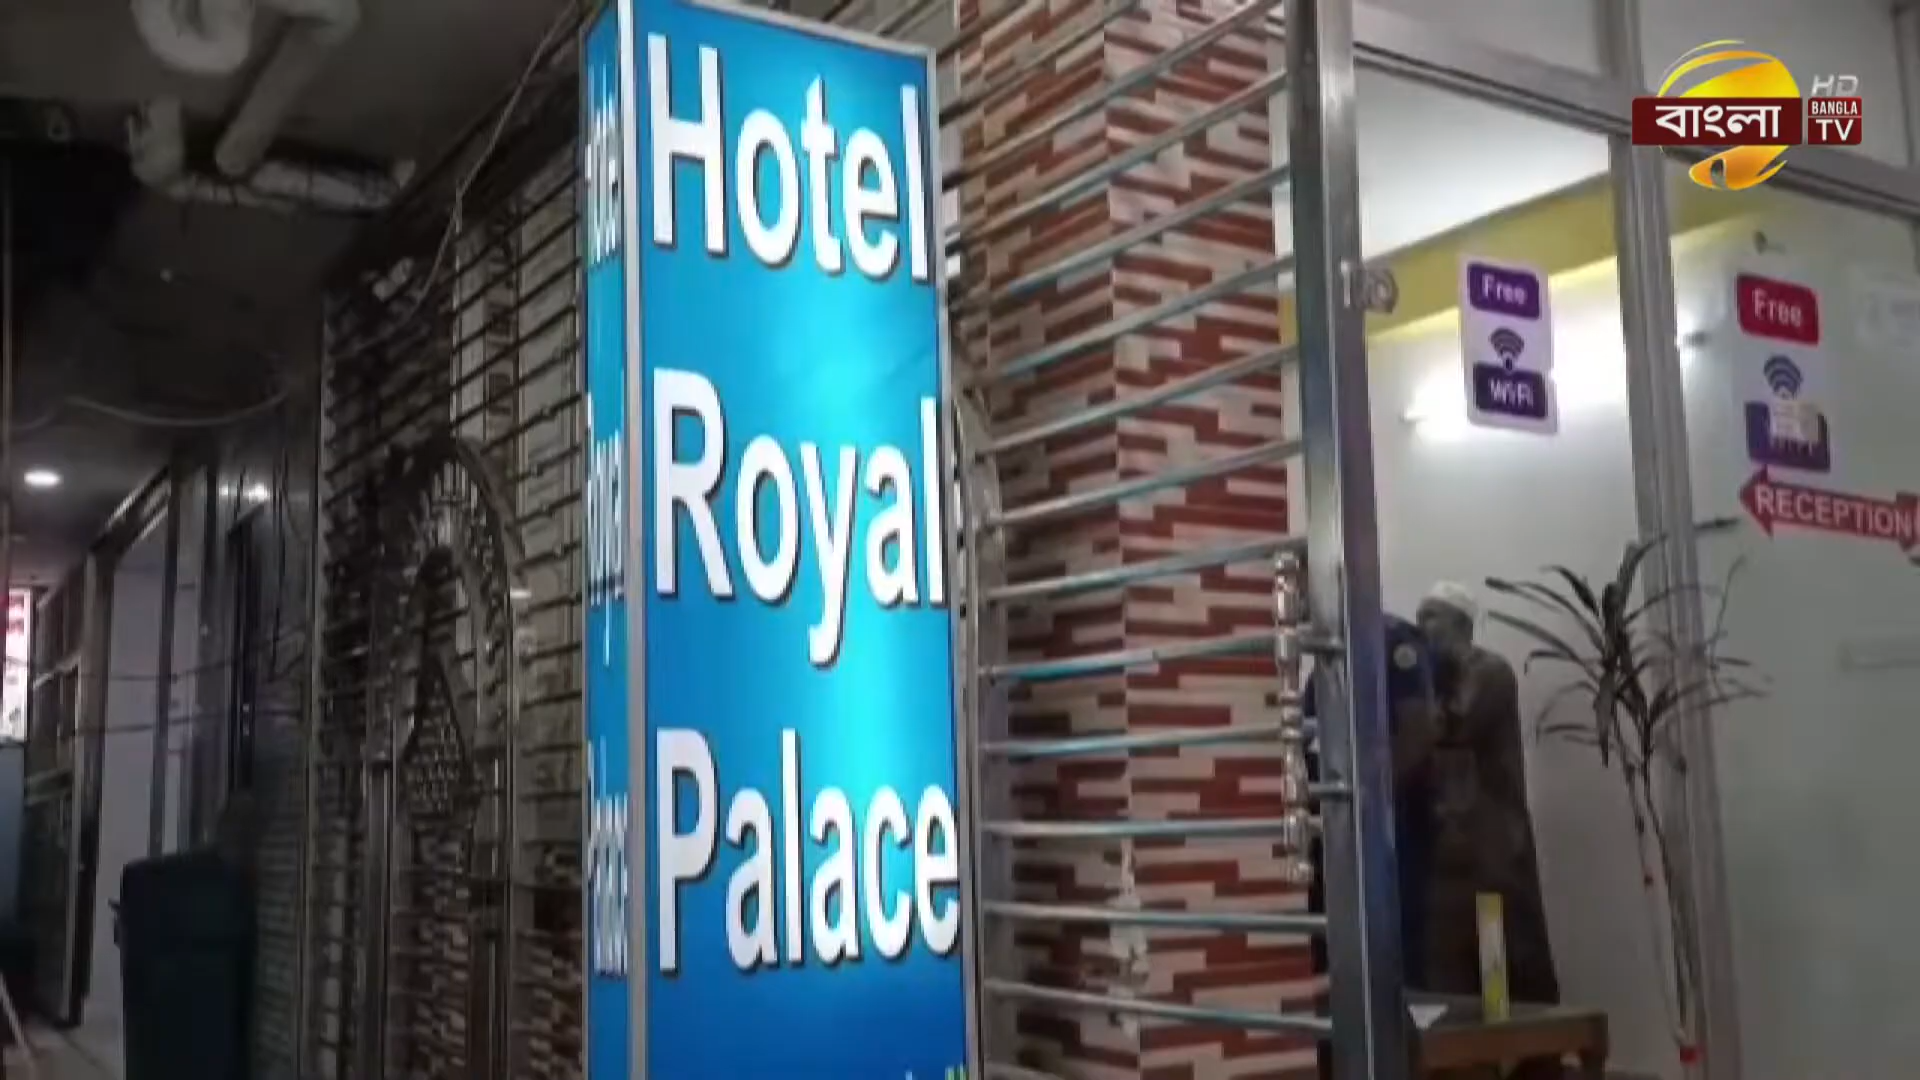 Hotel
Royal
Palace
Free
WiFi
Free
RECEPTION
বাংলা
HD
BANGLA
TV